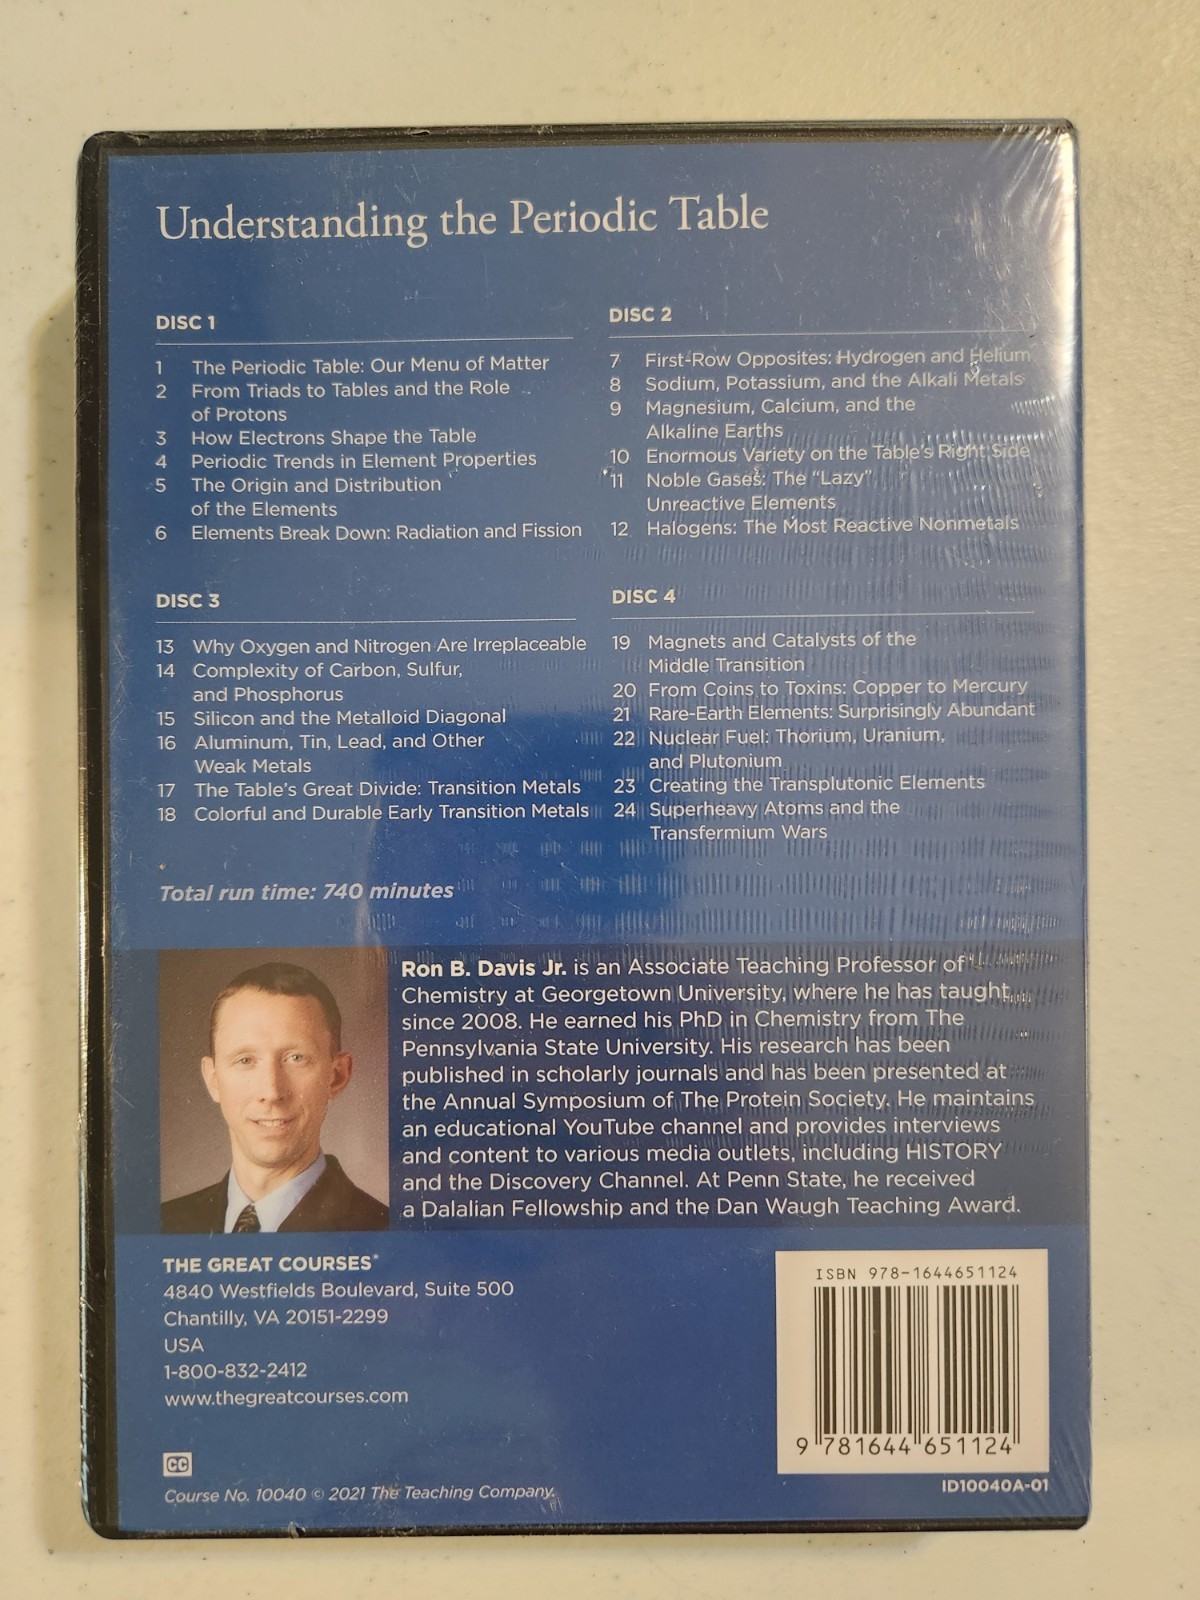 Understanding the Periodic Table
DISC 1
1 The Periodic Table: Our Menu of Matter
2 From Triads to Tables and the Role
of Protons
3 How Electrons Shape the Table
4 Periodic Trends in Element Properties
5 The Origin and Distribution
of the Elements
6 Elements Break Down: Radiation and Fission
DISC 2
7 First-Row Opposites: Hydrogen and Helium
8 Sodium, Potassium, and the Alkali Metals
9 Magnesium, Calcium, and the
Alkaline Earths
10 Enormous Variety on the Table's Right Side
11 Noble Gases: The "Lazy"
Unreactive Elements
12 Halogens: The Most Reactive Nonmetals
DISC 3
13 Why Oxygen and Nitrogen Are Irreplaceable
14 Complexity of Carbon, Sulfur,
and Phosphorus
15 Silicon and the Metalloid Diagonal
16 Aluminum, Tin, Lead, and Other
Weak Metals
17 The Table's Great Divide: Transition Metals
18 Colorful and Durable Early Transition Metals
DISC 4
19 Magnets and Catalysts of the
Middle Transition
20 From Coins to Toxins: Copper to Mercury
21 Rare-Earth Elements: Surprisingly Abundant
22 Nuclear Fuel: Thorium, Uranium,
and Plutonium
23 Creating the Transplutonic Elements
24 Superheavy Atoms and the
Transfermium Wars
Total run time: 740 minutes
Ron B. Davis Jr. is an Associate Teaching Professor of
Chemistry at Georgetown University, where he has taught
since 2008. He earned his PhD in Chemistry from The
Pennsylvania State University. His research has been
published in scholarly journals and has been presented at
the Annual Symposium of The Protein Society. He maintains
an educational YouTube channel and provides interviews
and content to various media outlets, including HISTORY
and the Discovery Channel. At Penn State, he received
a Dalalian Fellowship and the Dan Waugh Teaching Award.
THE GREAT COURSES®
4840 Westfields Boulevard, Suite 500
Chantilly, VA 20151-2299
USA
1-800-832-2412
www.thegreatcourses.com
CC
Course No. 10040 © 2021 The Teaching Company.
ISBN 978-1644651124
9 781644 651124
ID10040A-01